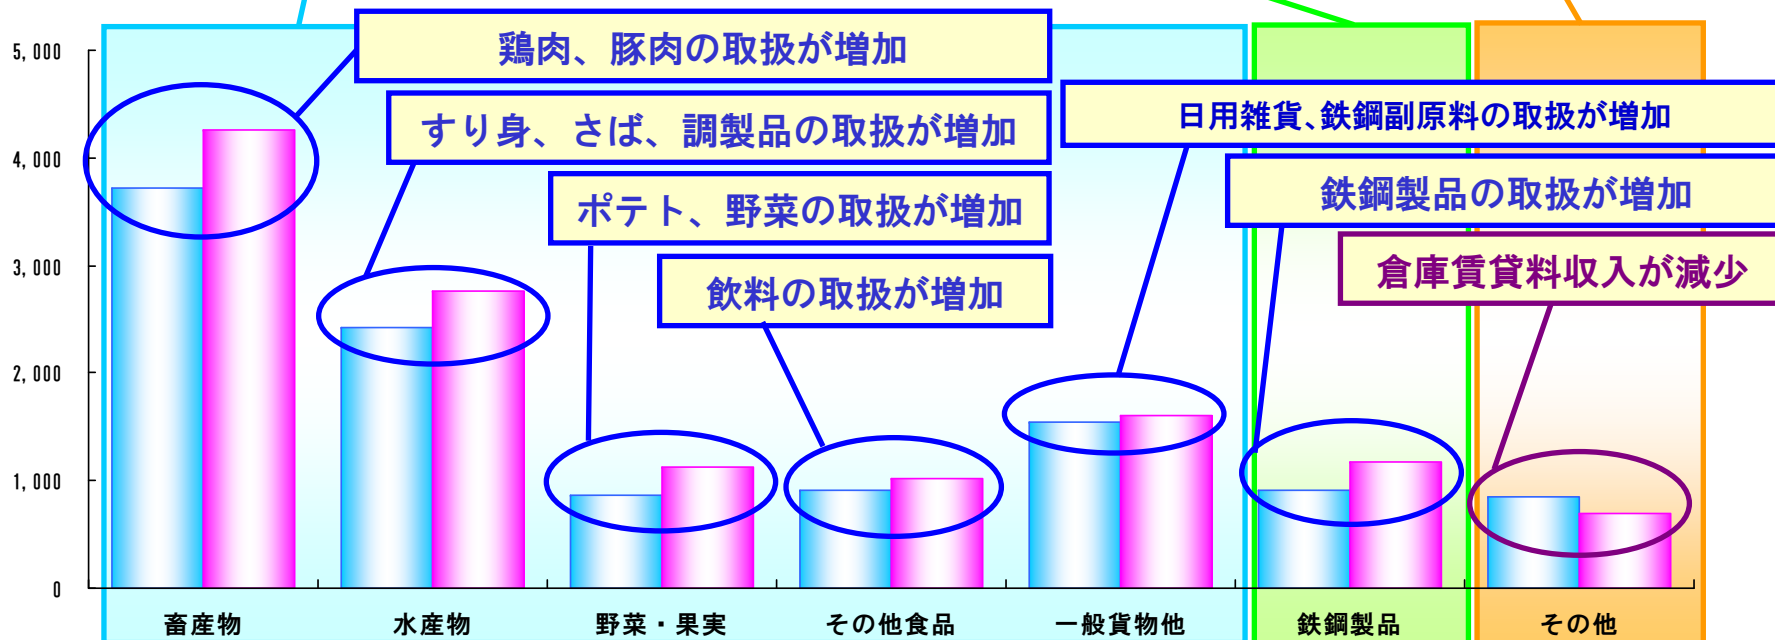 鶏肉、豚肉の取扱が増加
すり身、さば、調製品の取扱が増加
ポテト、野菜の取扱が増加
飲料の取扱が増加
日用雑貨、鉄鋼副原料の取扱が増加
鉄鋼製品の取扱が増加
倉庫賃貸料収入が減少
5,000
4,000
3,000
2,000
1,000
0
畜産物
水産物
野菜・果実
その他食品
一般貨物他
鉄鋼製品
その他